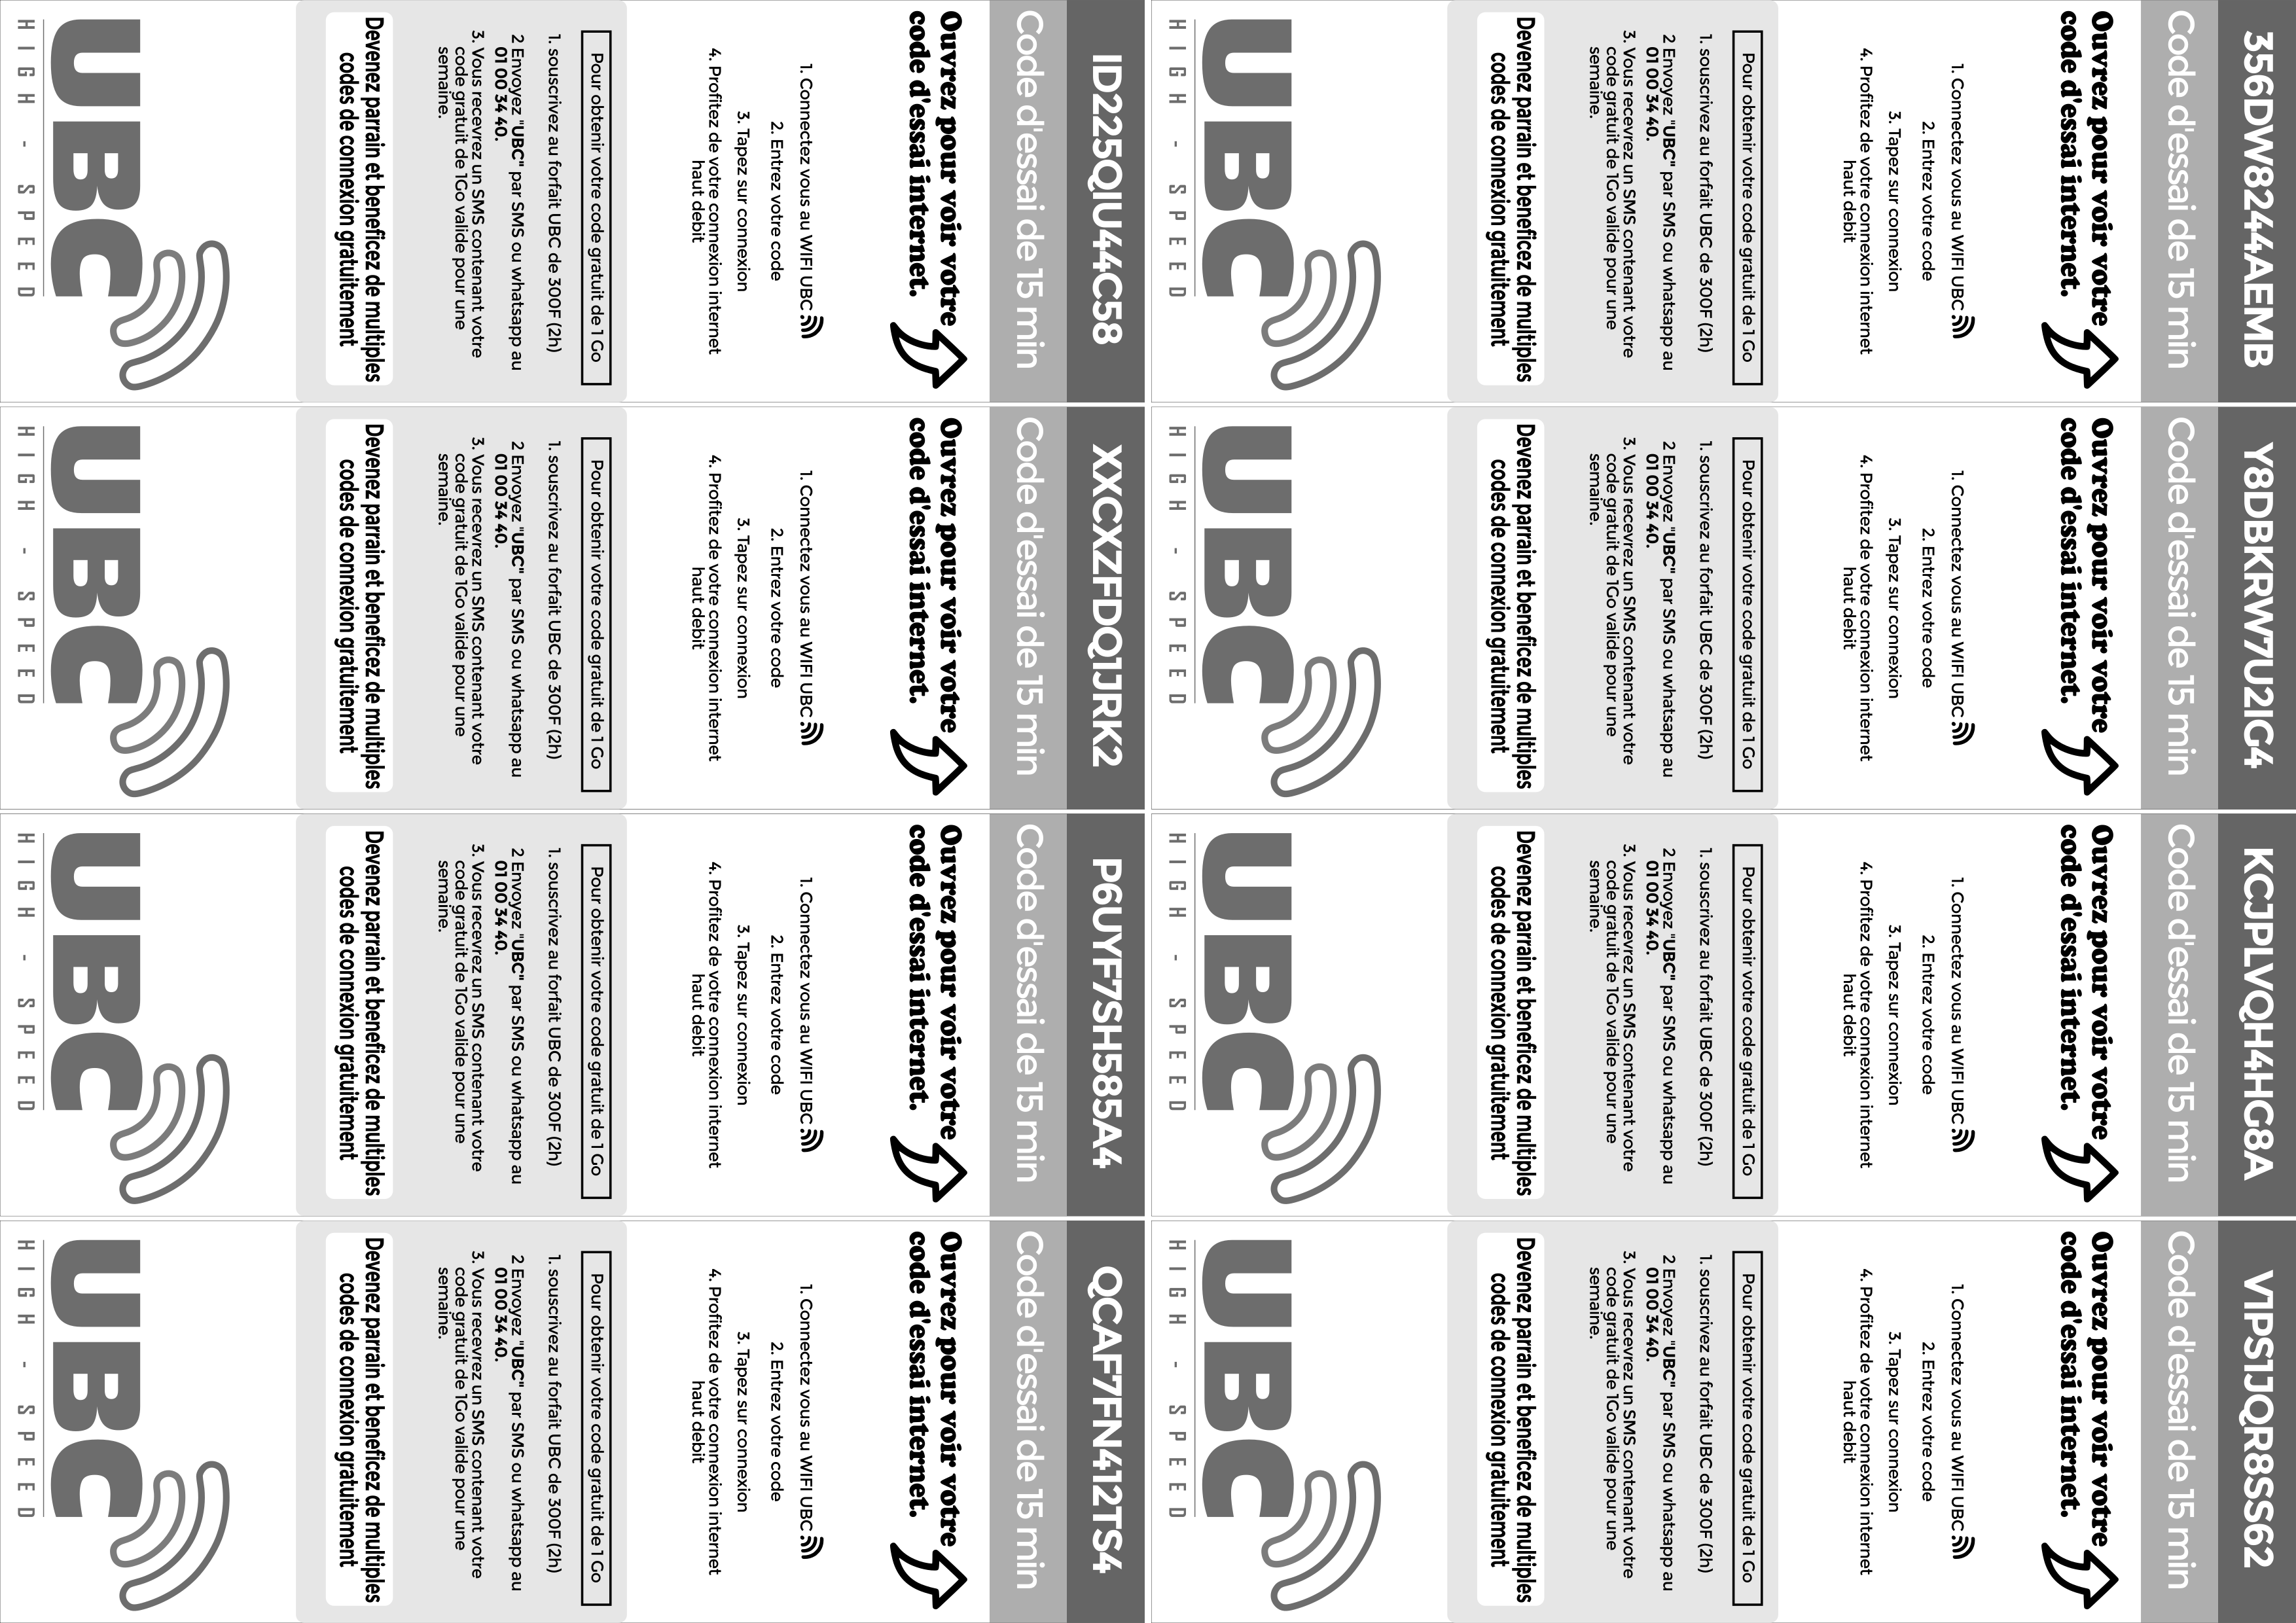 356DW8244AEMB
Code d'essai de 15 min
Ouvrez pour voir votre
code d'essai internet.
1. Connectez vous au WIFI UBC
2. Entrez votre code
3. Tapez sur connexion
4. Profitez de votre connexion internet
haut debit
Pour obtenir votre code gratuit de 1 Go
1. souscrivez au forfait UBC de 300F (2h)
2 Envoyez "UBC" par SMS ou whatsapp au
01 00 34 40.
3. Vous recevrez un SMS contenant votre
code gratuit de 1Go valide pour une
semaine.
Devenez parrain et beneficez de multiples
codes de connexion gratuitement
UBC
HIGH-SPEED
Y8DBKRW7U2IG4
Code d'essai de 15 min
Ouvrez pour voir votre
code d'essai internet.
1. Connectez vous au WIFI UBC
2. Entrez votre code
3. Tapez sur connexion
4. Profitez de votre connexion internet
haut debit
Pour obtenir votre code gratuit de 1 Go
1. souscrivez au forfait UBC de 300F (2h)
2 Envoyez "UBC" par SMS ou whatsapp au
01 00 34 40.
3. Vous recevrez un SMS contenant votre
code gratuit de 1Go valide pour une
semaine.
Devenez parrain et beneficez de multiples
codes de connexion gratuitement
UBC
HIGH-SPEED
KCJPLVQH4HG8A
Code d'essai de 15 min
Ouvrez pour voir votre
code d'essai internet.
1. Connectez vous au WIFI UBC
2. Entrez votre code
3. Tapez sur connexion
4. Profitez de votre connexion internet
haut debit
Pour obtenir votre code gratuit de 1 Go
1. souscrivez au forfait UBC de 300F (2h)
2 Envoyez "UBC" par SMS ou whatsapp au
01 00 34 40.
3. Vous recevrez un SMS contenant votre
code gratuit de 1Go valide pour une
semaine.
Devenez parrain et beneficez de multiples
codes de connexion gratuitement
UBC
HIGH-SPEED
V1PS1JQR8SS62
Code d'essai de 15 min
Ouvrez pour voir votre
code d'essai internet.
1. Connectez vous au WIFI UBC
2. Entrez votre code
3. Tapez sur connexion
4. Profitez de votre connexion internet
haut debit
Pour obtenir votre code gratuit de 1 Go
1. souscrivez au forfait UBC de 300F (2h)
2 Envoyez "UBC" par SMS ou whatsapp au
01 00 34 40.
3. Vous recevrez un SMS contenant votre
code gratuit de 1Go valide pour une
semaine.
Devenez parrain et beneficez de multiples
codes de connexion gratuitement
UBC
HIGH-SPEED
ID225QIU44C58
Code d'essai de 15 min
Ouvrez pour voir votre
code d'essai internet.
1. Connectez vous au WIFI UBC
2. Entrez votre code
3. Tapez sur connexion
4. Profitez de votre connexion internet
haut debit
Pour obtenir votre code gratuit de 1 Go
1. souscrivez au forfait UBC de 300F (2h)
2 Envoyez "UBC" par SMS ou whatsapp au
01 00 34 40.
3. Vous recevrez un SMS contenant votre
code gratuit de 1Go valide pour une
semaine.
Devenez parrain et beneficez de multiples
codes de connexion gratuitement
UBC
HIGH-SPEED
XXCXZFDQ1JRK2
Code d'essai de 15 min
Ouvrez pour voir votre
code d'essai internet.
1. Connectez vous au WIFI UBC
2. Entrez votre code
3. Tapez sur connexion
4. Profitez de votre connexion internet
haut debit
Pour obtenir votre code gratuit de 1 Go
1. souscrivez au forfait UBC de 300F (2h)
2 Envoyez "UBC" par SMS ou whatsapp au
01 00 34 40.
3. Vous recevrez un SMS contenant votre
code gratuit de 1Go valide pour une
semaine.
Devenez parrain et beneficez de multiples
codes de connexion gratuitement
UBC
HIGH-SPEED
P6UYF7SH585A4
Code d'essai de 15 min
Ouvrez pour voir votre
code d'essai internet.
1. Connectez vous au WIFI UBC
2. Entrez votre code
3. Tapez sur connexion
4. Profitez de votre connexion internet
haut debit
Pour obtenir votre code gratuit de 1 Go
1. souscrivez au forfait UBC de 300F (2h)
2 Envoyez "UBC" par SMS ou whatsapp au
01 00 34 40.
3. Vous recevrez un SMS contenant votre
code gratuit de 1Go valide pour une
semaine.
Devenez parrain et beneficez de multiples
codes de connexion gratuitement
UBC
HIGH-SPEED
QCAF7FN412TS4
Code d'essai de 15 min
Ouvrez pour voir votre
code d'essai internet.
1. Connectez vous au WIFI UBC
2. Entrez votre code
3. Tapez sur connexion
4. Profitez de votre connexion internet
haut debit
Pour obtenir votre code gratuit de 1 Go
1. souscrivez au forfait UBC de 300F (2h)
2 Envoyez "UBC" par SMS ou whatsapp au
01 00 34 40.
3. Vous recevrez un SMS contenant votre
code gratuit de 1Go valide pour une
semaine.
Devenez parrain et beneficez de multiples
codes de connexion gratuitement
UBC
HIGH-SPEED